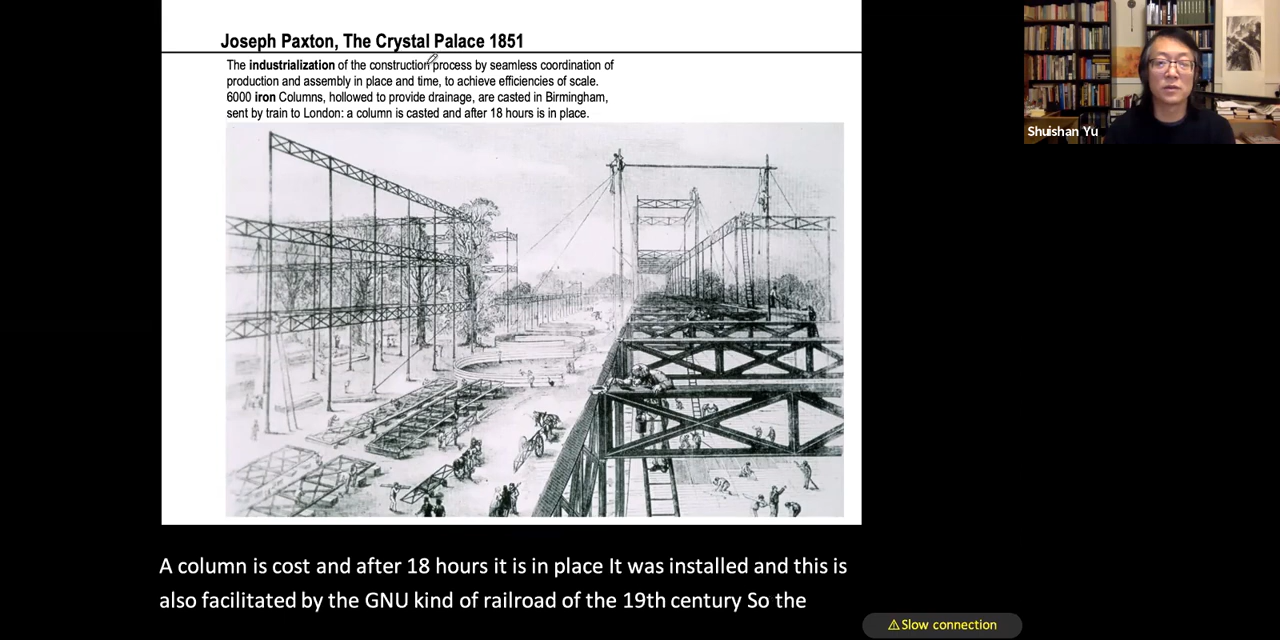 Joseph Paxton, The Crystal Palace 1851
The industrialization of the construction process by seamless coordination of
production and assembly in place and time, to achieve efficiencies of scale.
6000 iron Columns, hollowed to provide drainage, are casted in Birmingham,
sent by train to London: a column is casted and after 18 hours is in place.
Shuishan Yu
A column is cost and after 18 hours it is in place It was installed and this is
also facilitated by the GNU kind of railroad of the 19th century So the
⚠Slow connection